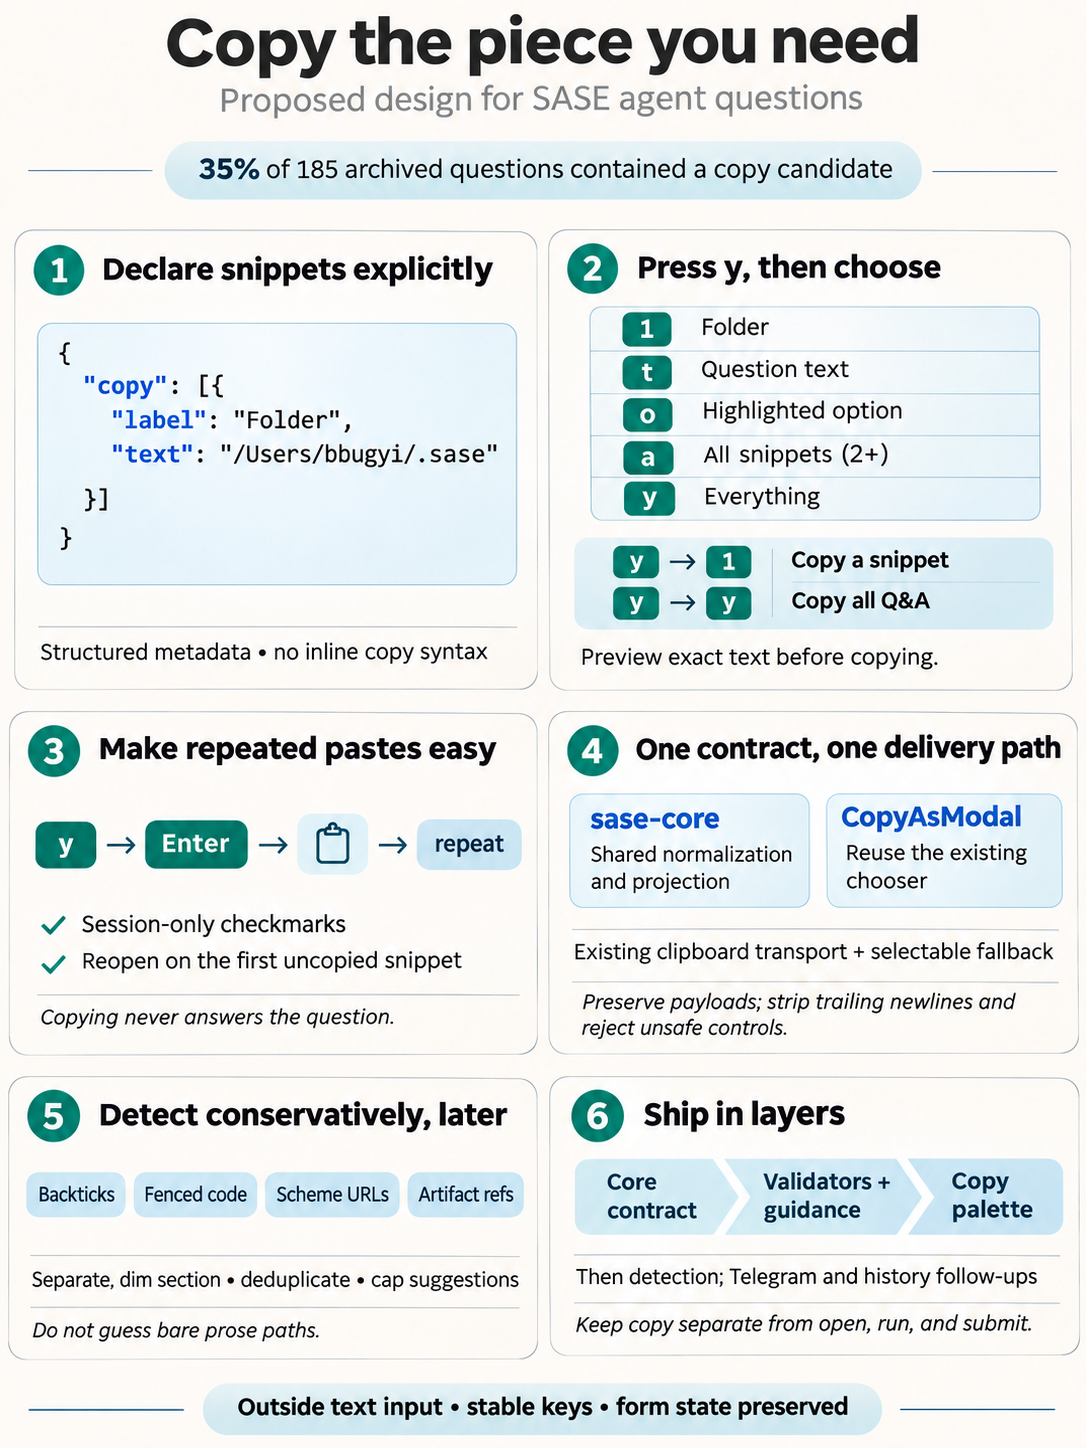 Copy the piece you need
Proposed design for SASE agent questions
35% of 185 archived questions contained a copy candidate
1 Declare snippets explicitly
{
"copy": [{
"label": "Folder",
"text": "/Users/bbugyi/.sase"
}]
}
Structured metadata • no inline copy syntax
2 Press y, then choose
1 Folder
t Question text
o Highlighted option
a All snippets (2+)
y Everything
y → 1 Copy a snippet
y → y Copy all Q&A
Preview exact text before copying.
3 Make repeated pastes easy
y → Enter → → repeat
✓ Session-only checkmarks
✓ Reopen on the first uncopied snippet
Copying never answers the question.
4 One contract, one delivery path
sase-core
Shared normalization
and projection
CopyAsModal
Reuse the existing
chooser
Existing clipboard transport + selectable fallback
Preserve payloads; strip trailing newlines and
reject unsafe controls.
5 Detect conservatively, later
Backticks Fenced code Scheme URLs Artifact refs
Separate, dim section • deduplicate • cap suggestions
Do not guess bare prose paths.
6 Ship in layers
Core
contract
Validators +
guidance
Copy
palette
Then detection; Telegram and history follow-ups
Keep copy separate from open, run, and submit.
Outside text input • stable keys • form state preserved